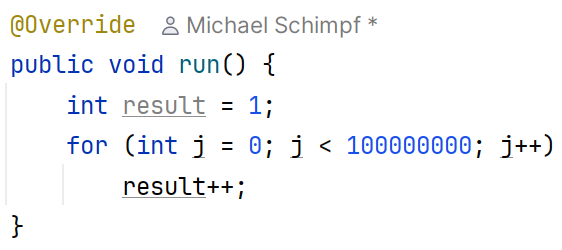 @Override Michael Schimpf *
public void run() {
    int result = 1;
    for (int j = 0; j < 100000000; j++)
        result++;
}